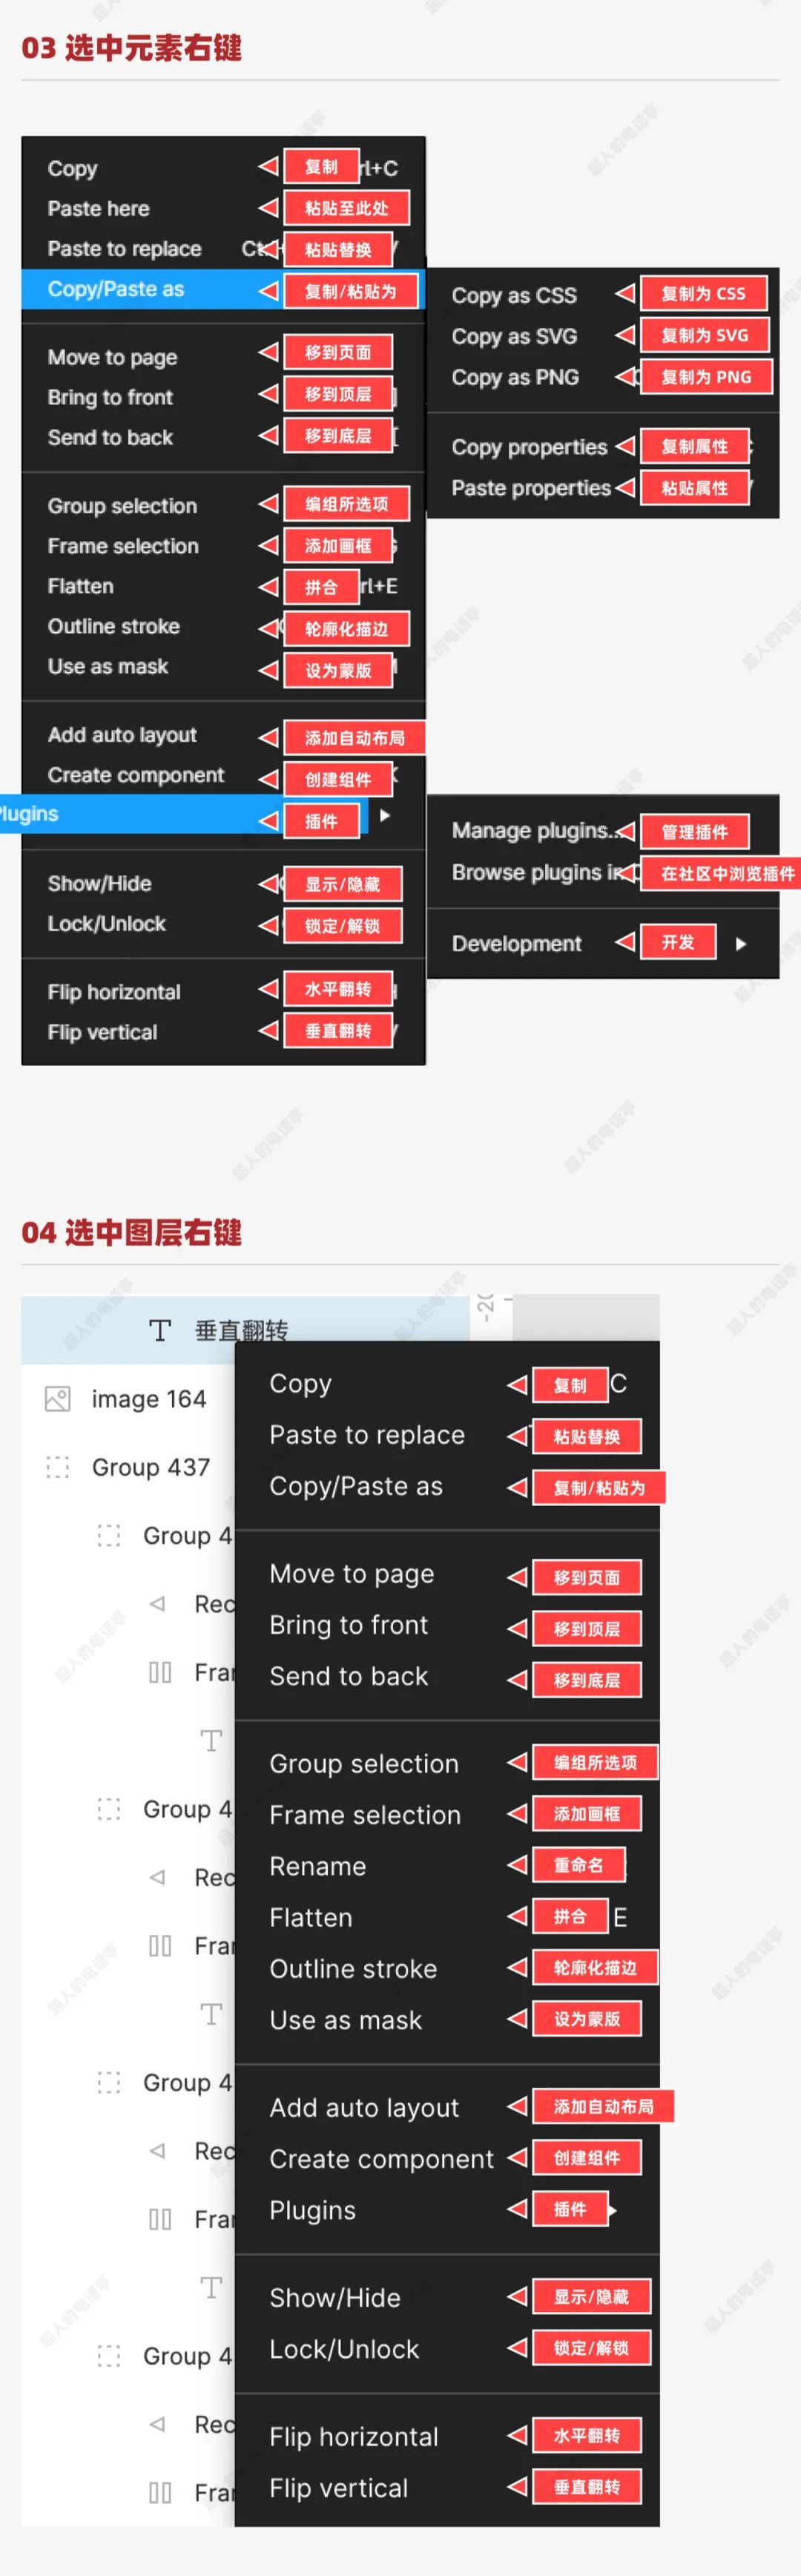 03 选中元素右键
Copy 复制 rl+C
Paste here 粘贴至此处
Paste to replace 粘贴替换
Copy/Paste as 复制/粘贴为
Copy as CSS 复制为 CSS
Copy as SVG 复制为 SVG
Copy as PNG 复制为 PNG
Copy properties 复制属性
Paste properties 粘贴属性
Move to page 移到页面
Bring to front 移到顶层
Send to back 移到底层
Group selection 编组所选项
Frame selection 添加画框
Flatten 拼合 rl+E
Outline stroke 轮廓化描边
Use as mask 设为蒙版
Add auto layout 添加自动布局
Create component 创建组件
lugins 插件
Manage plugins... 管理插件
Browse plugins in 在社区中浏览插件
Development 开发
Show/Hide 显示/隐藏
Lock/Unlock 锁定/解锁
Flip horizontal 水平翻转
Flip vertical 垂直翻转
04 选中图层右键
垂直翻转
image 164
Group 437
Group 4
Rec
Fra
Group 4
Rec
Fra
Group 4
Rec
Fra
Group 4
Rec
Fra
-20
Copy 复制 C
Paste to replace 粘贴替换
Copy/Paste as 复制/粘贴为
Move to page 移到页面
Bring to front 移到顶层
Send to back 移到底层
Group selection 编组所选项
Frame selection 添加画框
Rename 重命名
Flatten 拼合 E
Outline stroke 轮廓化描边
Use as mask 设为蒙版
Add auto layout 添加自动布局
Create component 创建组件
Plugins 插件
Show/Hide 显示/隐藏
Lock/Unlock 锁定/解锁
Flip horizontal 水平翻转
Flip vertical 垂直翻转
超人的电话亭